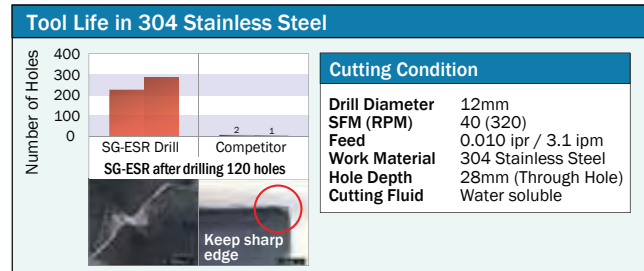 Tool Life in 304 Stainless Steel
Number of Holes
400
300
200
100
0
2
1
SG-ESR Drill
Competitor
SG-ESR after drilling 120 holes
Keep sharp
edge
Cutting Condition
Drill Diameter 12mm
SFM (RPM) 40 (320)
Feed 0.010 ipr / 3.1 ipm
Work Material 304 Stainless Steel
Hole Depth 28mm (Through Hole)
Cutting Fluid Water soluble